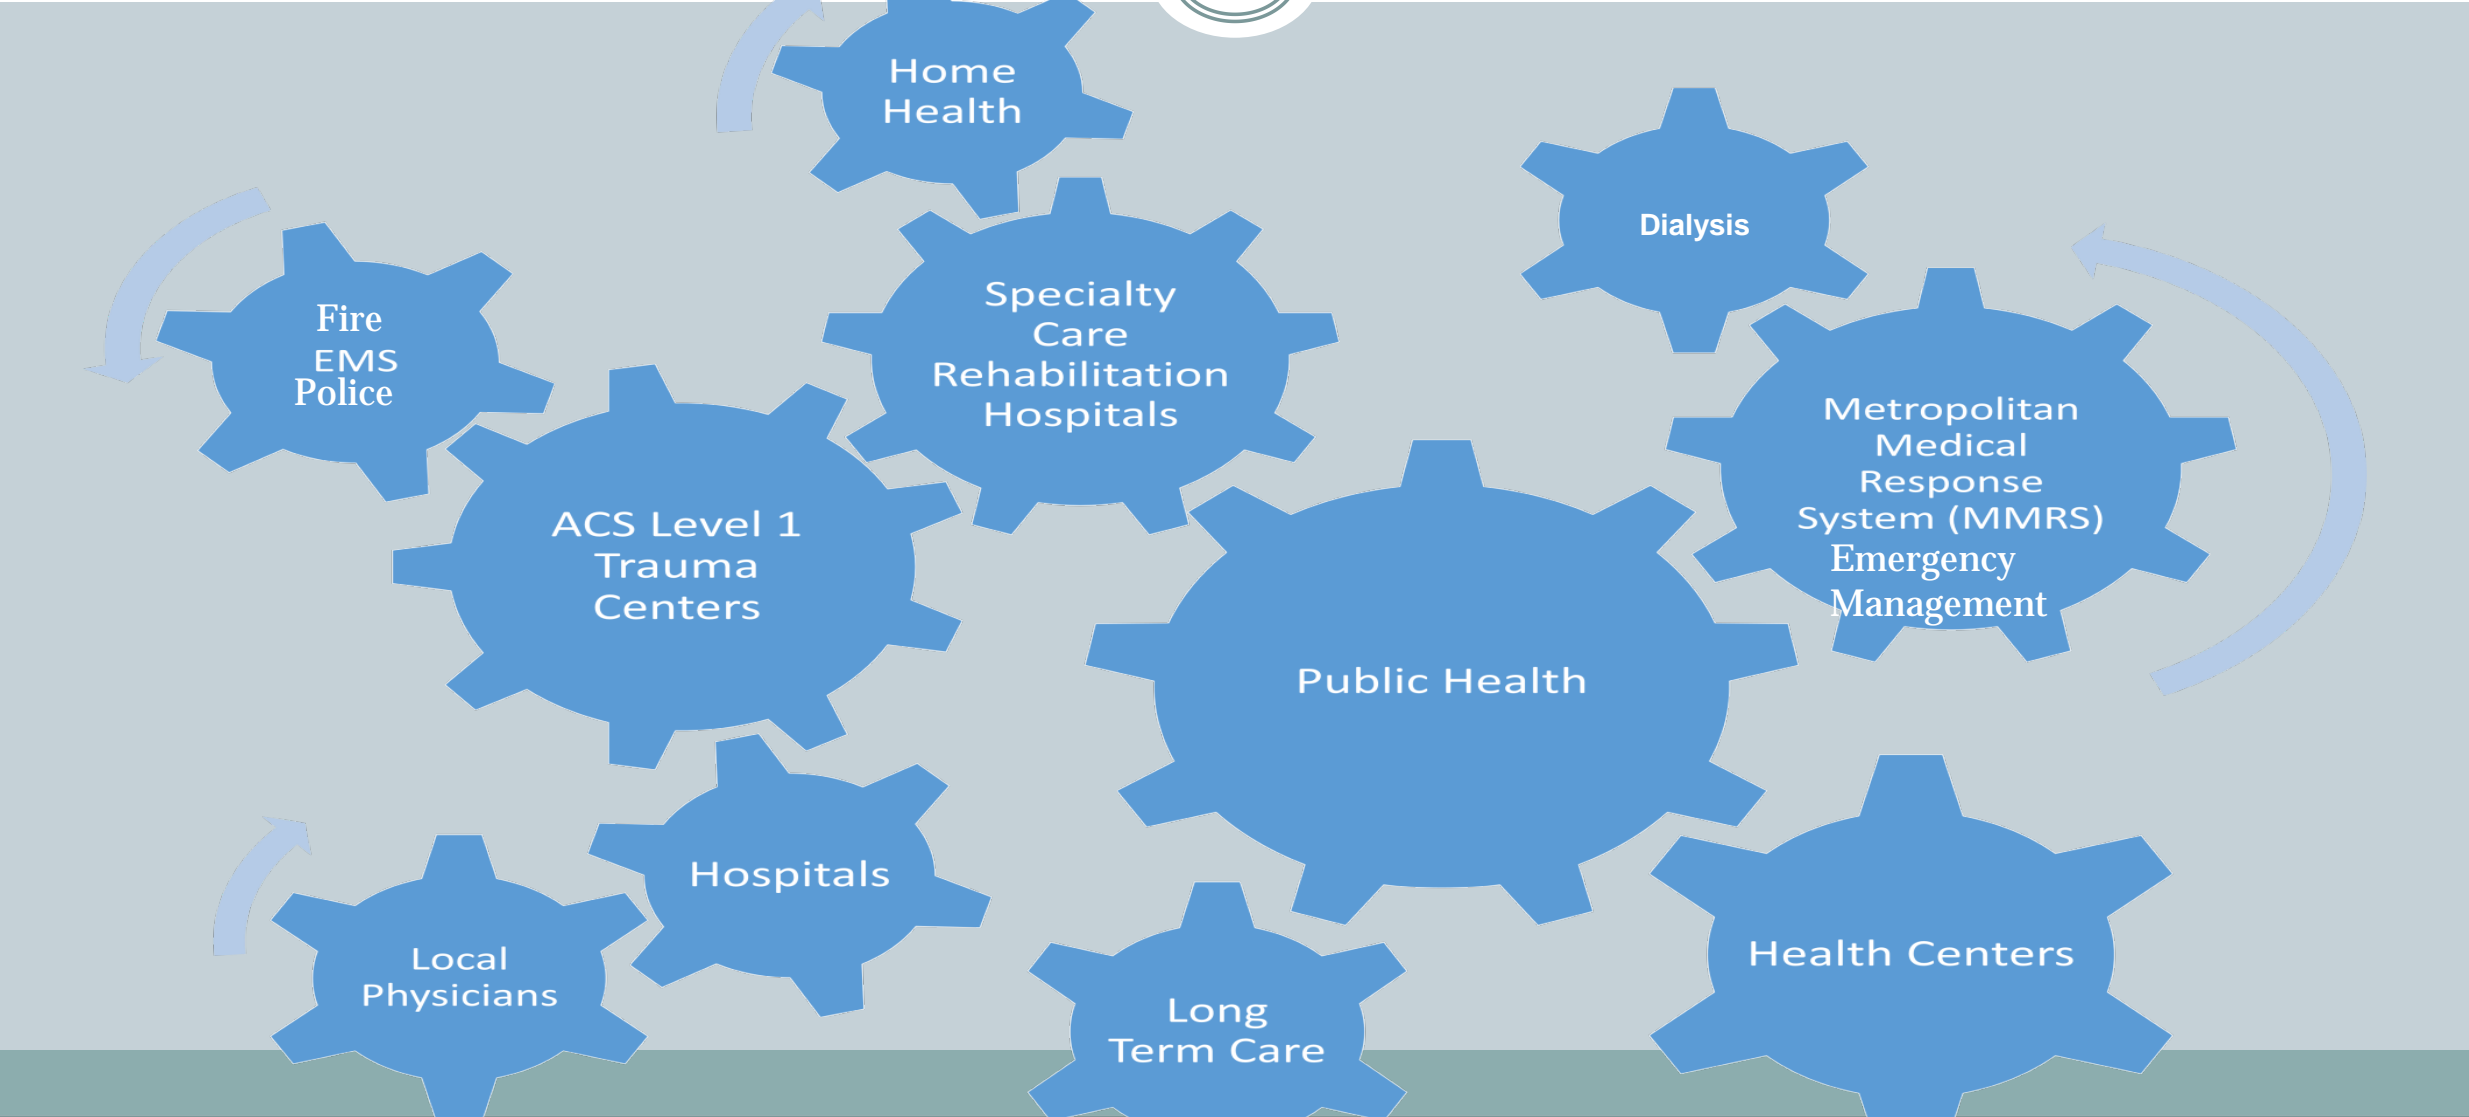 Home
Health
Dialysis
Fire
EMS
Police
Specialty
Care
Rehabilitation
Hospitals
Metropolitan
Medical
Response
System (MMRS)
Emergency
Management
ACS Level 1
Trauma
Centers
Public Health
Hospitals
Local
Physicians
Long
Term Care
Health Centers